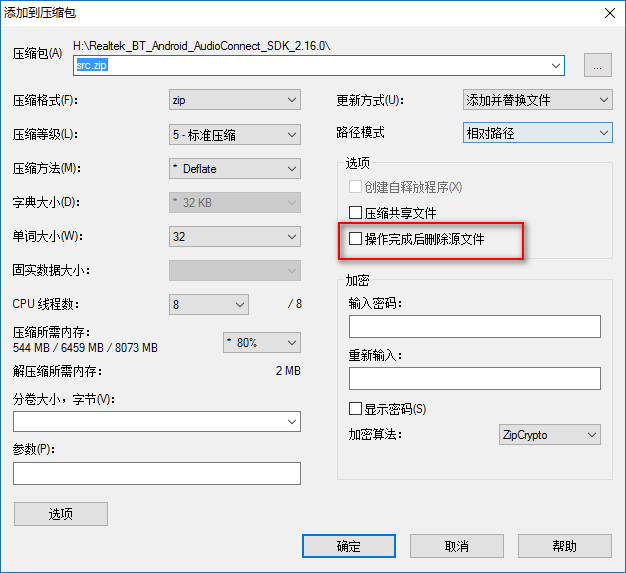 添加到压缩包
压缩包(A)
H:\Realtek_BT_Android_AudioConnect_SDK_2.16.0\
src.zip
...
压缩格式(F):
zip
压缩等级(L):
5 - 标准压缩
压缩方法(M):
* Deflate
字典大小(D):
* 32 KB
单词大小(W):
32
固实数据大小:
CPU 线程数:
8
/ 8
压缩所需内存:
544 MB / 6459 MB / 8073 MB
* 80%
解压缩所需内存:
2 MB
分卷大小，字节(V):
参数(P):
选项
更新方式(U):
添加并替换文件
路径模式
相对路径
选项
创建自释放程序(X)
压缩共享文件
操作完成后删除源文件
加密
输入密码:
重新输入:
显示密码(S)
加密算法:
ZipCrypto
确定
取消
帮助